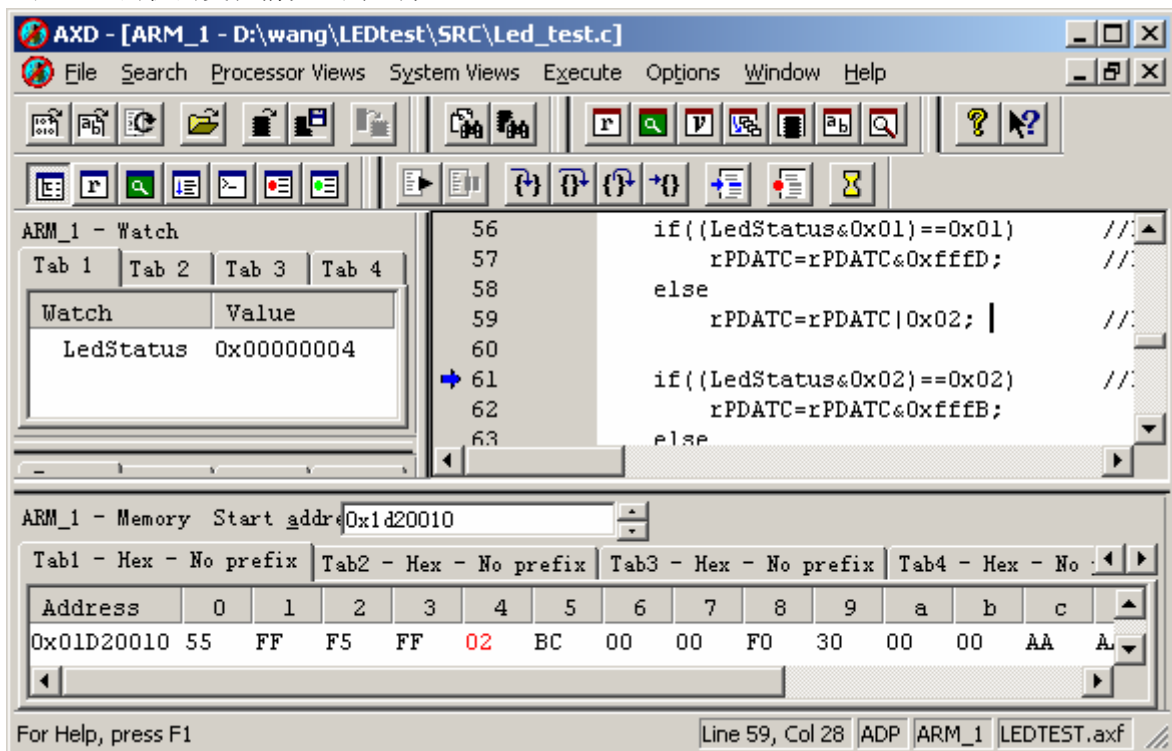 AXD - [ARM_1 - D:\wang\LEDtest\SRC\Led_test.c]
File Search Processor Views System Views Execute Options Window Help
ARM_1 - Watch
Tab 1 Tab 2 Tab 3 Tab 4
Watch Value
LedStatus 0x00000004
56 if((LedStatus&0x01)==0x01) //
57 rPDATC=rPDATC&0xfffD; //
58 else
59 rPDATC=rPDATC|0x02; //
60
61 if((LedStatus&0x02)==0x02) //
62 rPDATC=rPDATC&0xfffB;
63 else
ARM_1 - Memory Start addre 0x1d20010
Tab1 - Hex - No prefix Tab2 - Hex - No prefix Tab3 - Hex - No prefix Tab4 - Hex - No
Address 0 1 2 3 4 5 6 7 8 9 a b c
0x01D20010 55 FF F5 FF 02 BC 00 00 F0 30 00 00 AA A
For Help, press F1 Line 59, Col 28 ADP ARM_1 LEDTEST.axf